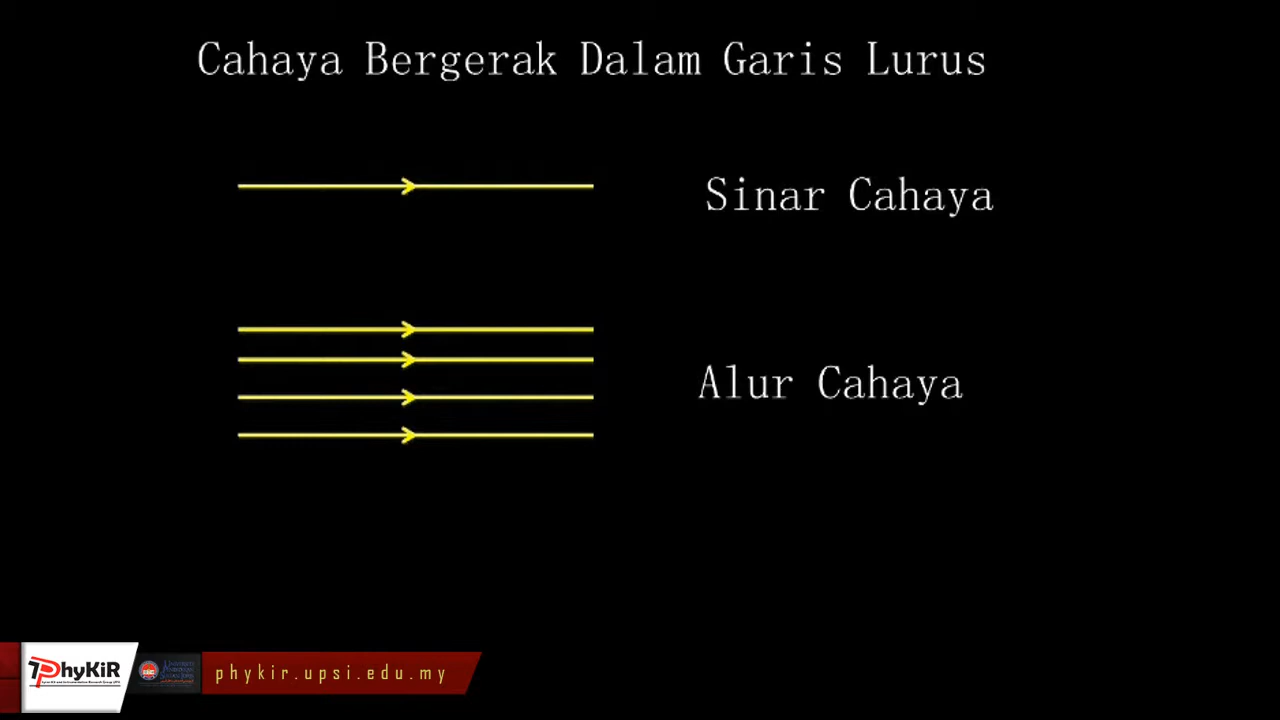 Cahaya Bergerak Dalam Garis Lurus
Sinar Cahaya
Alur Cahaya
PhyKiR
phykir.upsi.edu.my